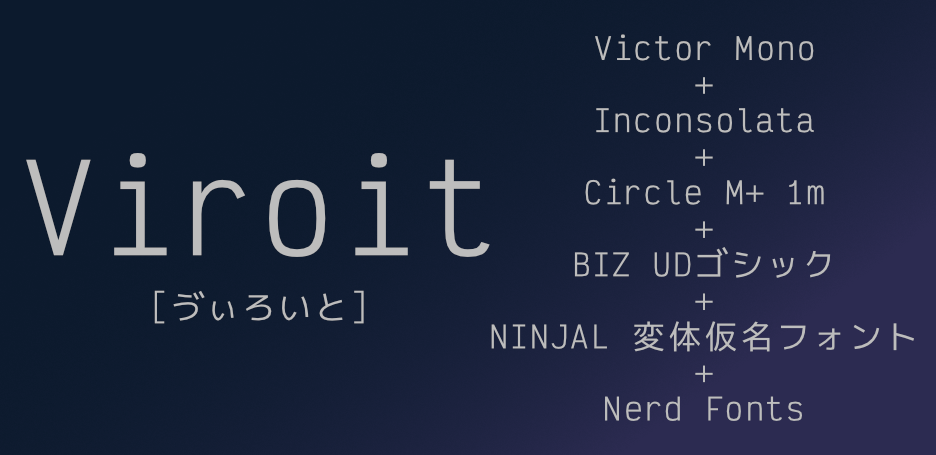 Viroit
[ゔぃろいと]
Victor Mono
+
Inconsolata
+
Circle M+ 1m
+
BIZ UDゴシック
+
NINJAL 変体仮名フォント
+
Nerd Fonts